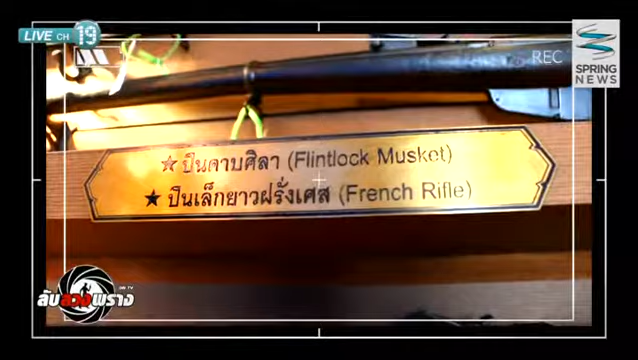 LIVE CH 19
REC
SPRING
NEWS
☆ ปืนคาบศิลา (Flintlock Musket)
★ ปืนเล็กยาวฝรั่งเศส (French Rifle)
ON TV
ลับลวงพราง